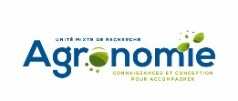 UNITÉ MIXTE DE RECHERCHE
Agronomie
CONNAISSANCES ET CONCEPTION
POUR ACCOMPAGNER